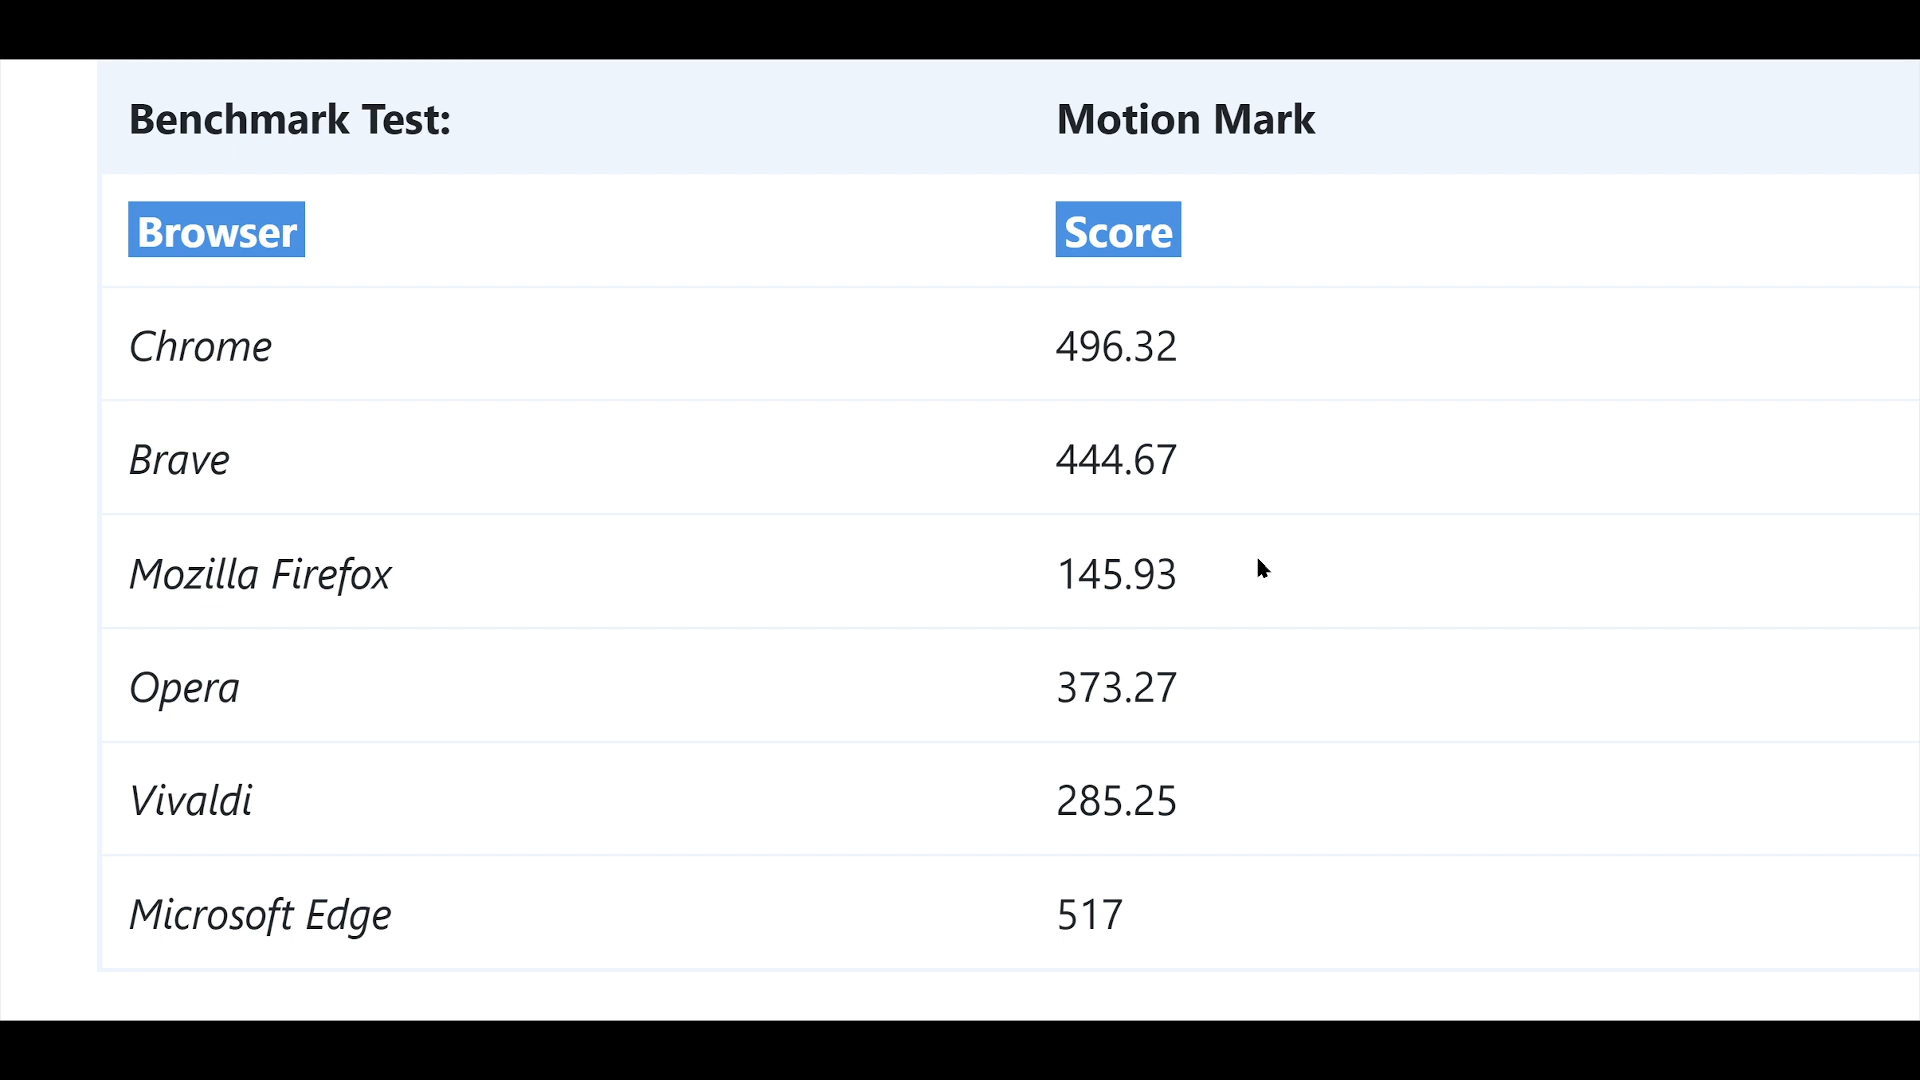 Benchmark Test: Motion Mark
Browser Score
Chrome 496.32
Brave 444.67
Mozilla Firefox 145.93
Opera 373.27
Vivaldi 285.25
Microsoft Edge 517